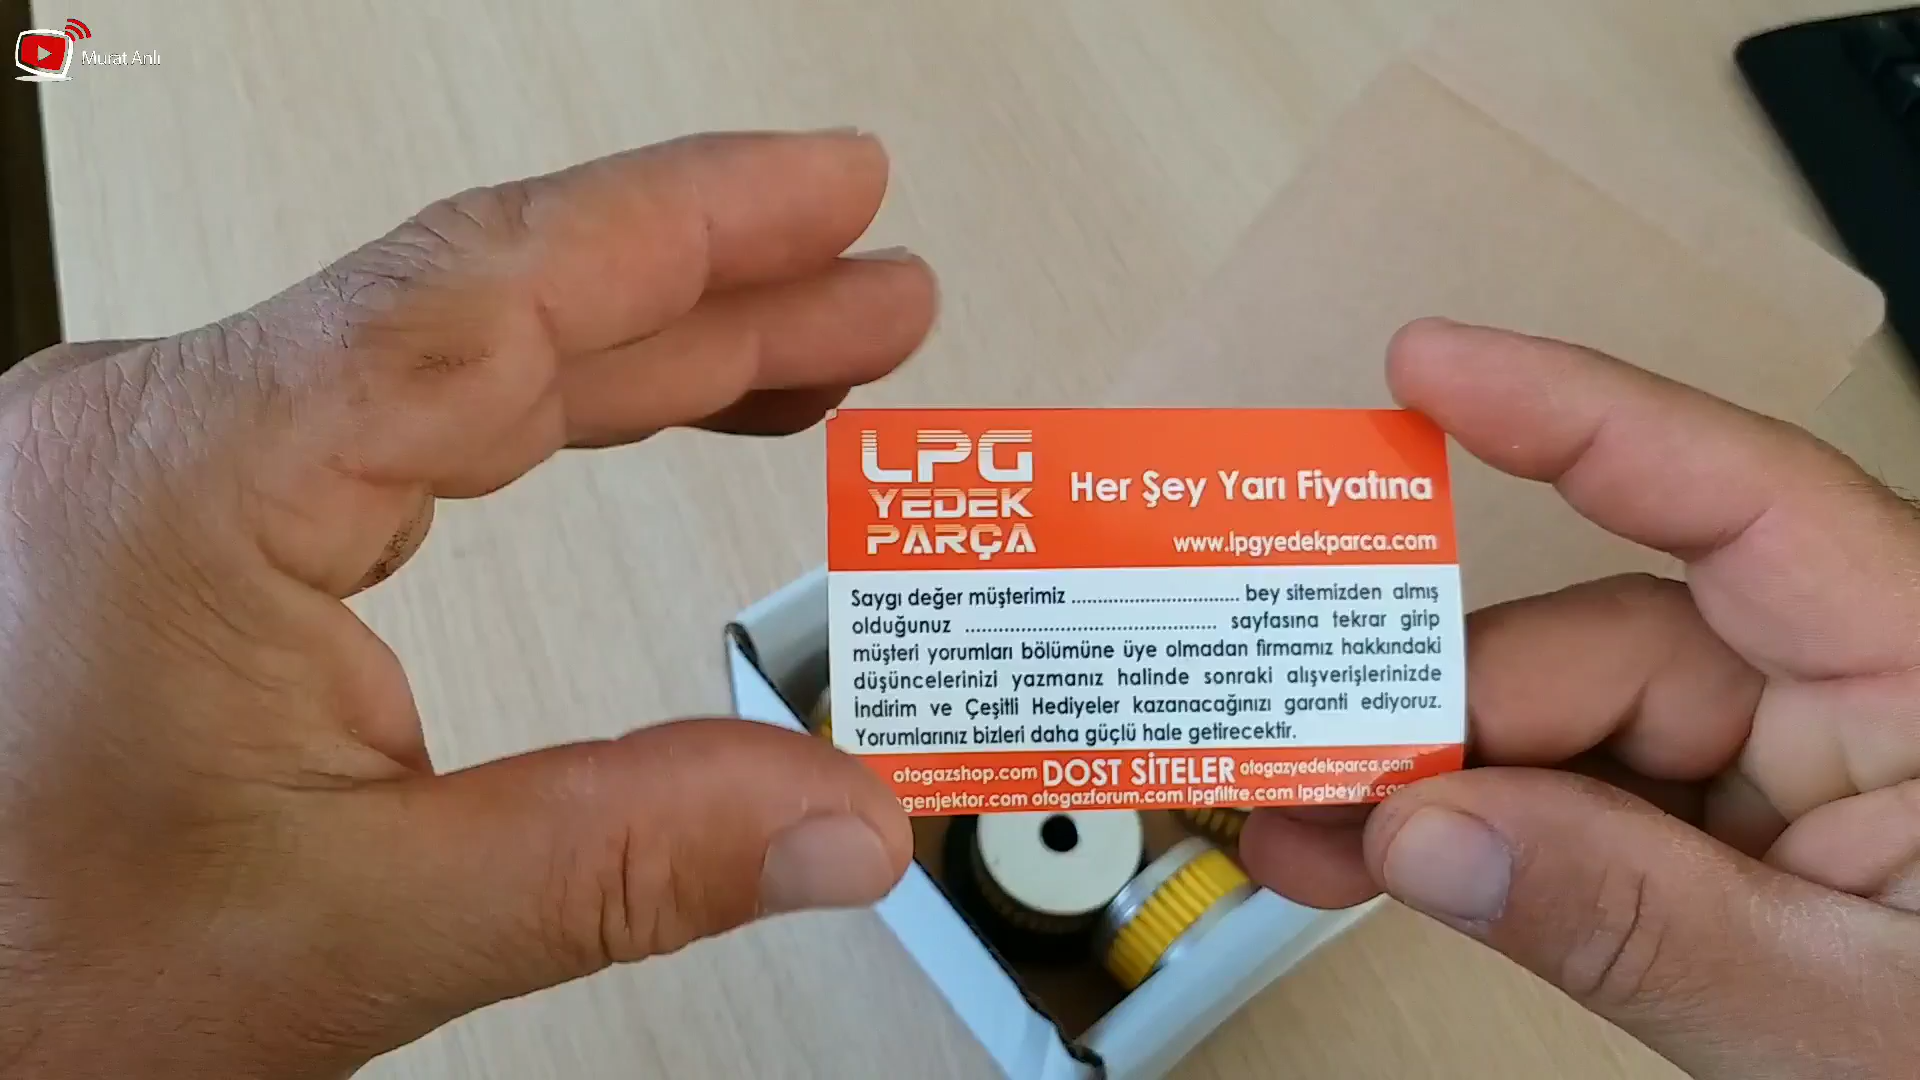 Murat Anlı
LPG
YEDEK
PARÇA
Her Şey Yarı Fiyatına
www.lpgyedekparca.com
Saygı değer müşterimiz ................................ bey sitemizden almış
olduğunuz ................................................ sayfasına tekrar girip
müşteri yorumları bölümüne üye olmadan firmamız hakkındaki
düşüncelerinizi yazmanız halinde sonraki alışverişlerinizde
İndirim ve Çeşitli Hediyeler kazanacağınızı garanti ediyoruz.
Yorumlarınız bizleri daha güçlü hale getirecektir.
otogazshop.com DOST SİTELER otogazyedekparca.com
otogazforum.com lpgfiltre.com